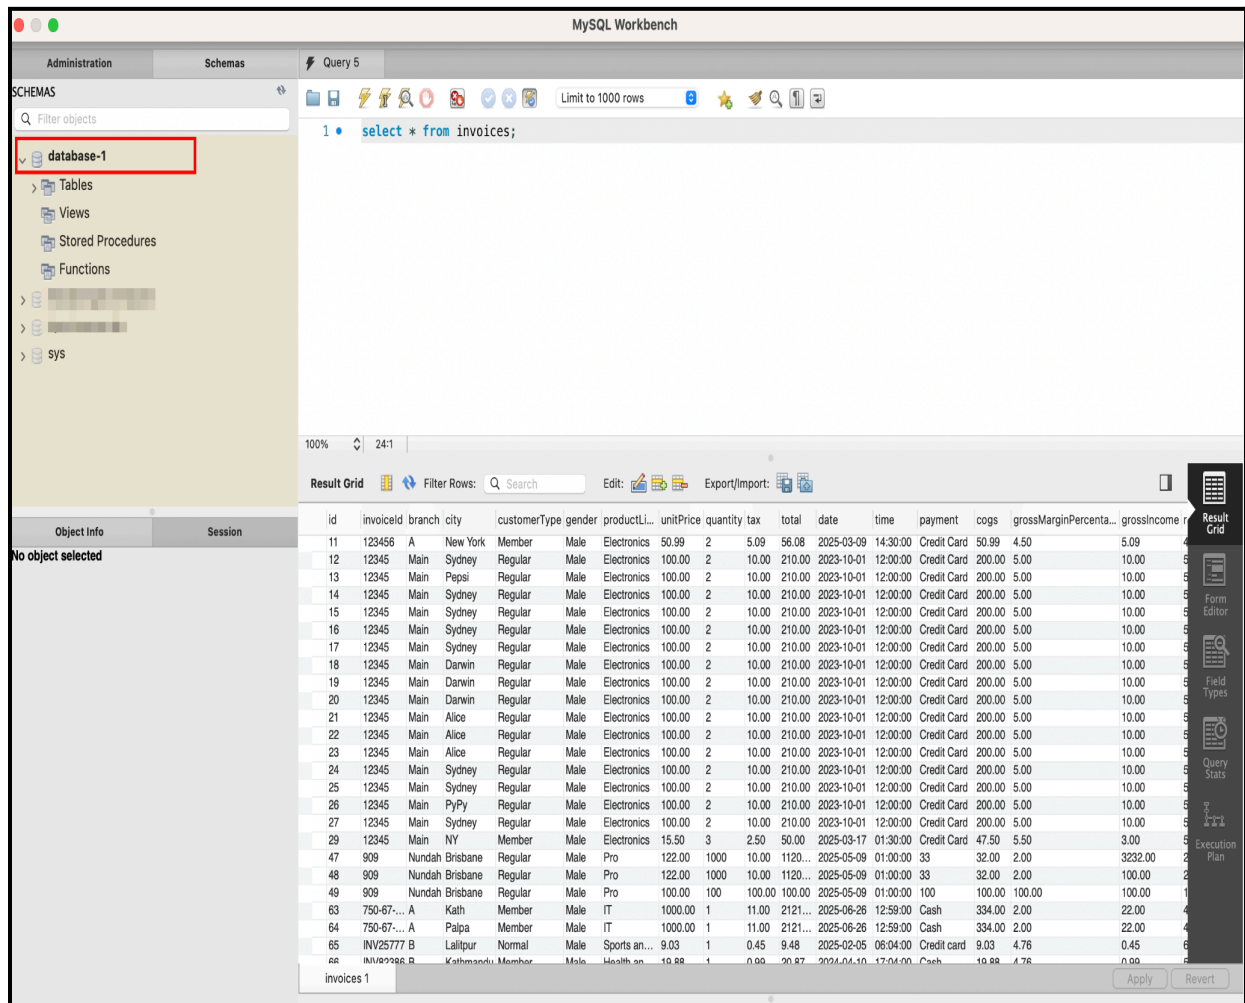 MySQL Workbench
Administration
Schemas
Query 5
SCHEMAS
Filter objects
Limit to 1000 rows
1
select * from invoices;
database-1
Tables
Views
Stored Procedures
Functions
sys
100%
24:1
Result Grid
Filter Rows:
Search
Edit:
Export/Import:
Object Info
Session
No object selected
id invoiceId branch city customerType gender productLi... unitPrice quantity tax total date time payment cogs grossMarginPercenta... grossIncome
11 123456 A New York Member Male Electronics 50.99 2 5.09 56.08 2025-03-09 14:30:00 Credit Card 50.99 4.50 5.09
12 12345 Main Sydney Regular Male Electronics 100.00 2 10.00 210.00 2023-10-01 12:00:00 Credit Card 200.00 5.00 10.00
13 12345 Main Pepsi Regular Male Electronics 100.00 2 10.00 210.00 2023-10-01 12:00:00 Credit Card 200.00 5.00 10.00
14 12345 Main Sydney Regular Male Electronics 100.00 2 10.00 210.00 2023-10-01 12:00:00 Credit Card 200.00 5.00 10.00
15 12345 Main Sydney Regular Male Electronics 100.00 2 10.00 210.00 2023-10-01 12:00:00 Credit Card 200.00 5.00 10.00
16 12345 Main Sydney Regular Male Electronics 100.00 2 10.00 210.00 2023-10-01 12:00:00 Credit Card 200.00 5.00 10.00
17 12345 Main Sydney Regular Male Electronics 100.00 2 10.00 210.00 2023-10-01 12:00:00 Credit Card 200.00 5.00 10.00
18 12345 Main Darwin Regular Male Electronics 100.00 2 10.00 210.00 2023-10-01 12:00:00 Credit Card 200.00 5.00 10.00
19 12345 Main Darwin Regular Male Electronics 100.00 2 10.00 210.00 2023-10-01 12:00:00 Credit Card 200.00 5.00 10.00
20 12345 Main Darwin Regular Male Electronics 100.00 2 10.00 210.00 2023-10-01 12:00:00 Credit Card 200.00 5.00 10.00
21 12345 Main Alice Regular Male Electronics 100.00 2 10.00 210.00 2023-10-01 12:00:00 Credit Card 200.00 5.00 10.00
22 12345 Main Alice Regular Male Electronics 100.00 2 10.00 210.00 2023-10-01 12:00:00 Credit Card 200.00 5.00 10.00
23 12345 Main Alice Regular Male Electronics 100.00 2 10.00 210.00 2023-10-01 12:00:00 Credit Card 200.00 5.00 10.00
24 12345 Main Sydney Regular Male Electronics 100.00 2 10.00 210.00 2023-10-01 12:00:00 Credit Card 200.00 5.00 10.00
25 12345 Main Sydney Regular Male Electronics 100.00 2 10.00 210.00 2023-10-01 12:00:00 Credit Card 200.00 5.00 10.00
26 12345 Main PyPy Regular Male Electronics 100.00 2 10.00 210.00 2023-10-01 12:00:00 Credit Card 200.00 5.00 10.00
27 12345 Main Sydney Regular Male Electronics 100.00 2 10.00 210.00 2023-10-01 12:00:00 Credit Card 200.00 5.00 10.00
29 12345 Main NY Member Male Electronics 15.50 3 2.50 50.00 2025-03-17 01:30:00 Credit Card 47.50 5.50 3.00
47 909 Nundah Brisbane Regular Male Pro 122.00 1000 10.00 1120... 2025-05-09 01:00:00 33 32.00 2.00 3232.00
48 909 Nundah Brisbane Regular Male Pro 122.00 1000 10.00 1120... 2025-05-09 01:00:00 33 32.00 2.00 100.00
49 909 Nundah Brisbane Regular Male Pro 100.00 100 100.00 100.00 2025-05-09 01:00:00 100 100.00 100.00 100.00
63 750-67-... A Kath Member Male IT 1000.00 1 11.00 2121... 2025-06-26 12:59:00 Cash 334.00 2.00 22.00
64 750-67-... A Palpa Member Male IT 1000.00 1 11.00 2121... 2025-06-26 12:59:00 Cash 334.00 2.00 22.00
65 INV25777 B Lalitpur Normal Male Sports an... 9.03 1 0.45 9.48 2025-02-05 06:04:00 Credit card 9.03 4.76 0.45
66 INV82386 B Kathmandu Member Male Health an... 19.88 1 0.99 20.87 2024-04-10 17:04:00 Cash 19.88 4.76 0.99
Result
Grid
Form
Editor
Field
Types
Query
Stats
Execution
Plan
invoices 1
Apply
Revert